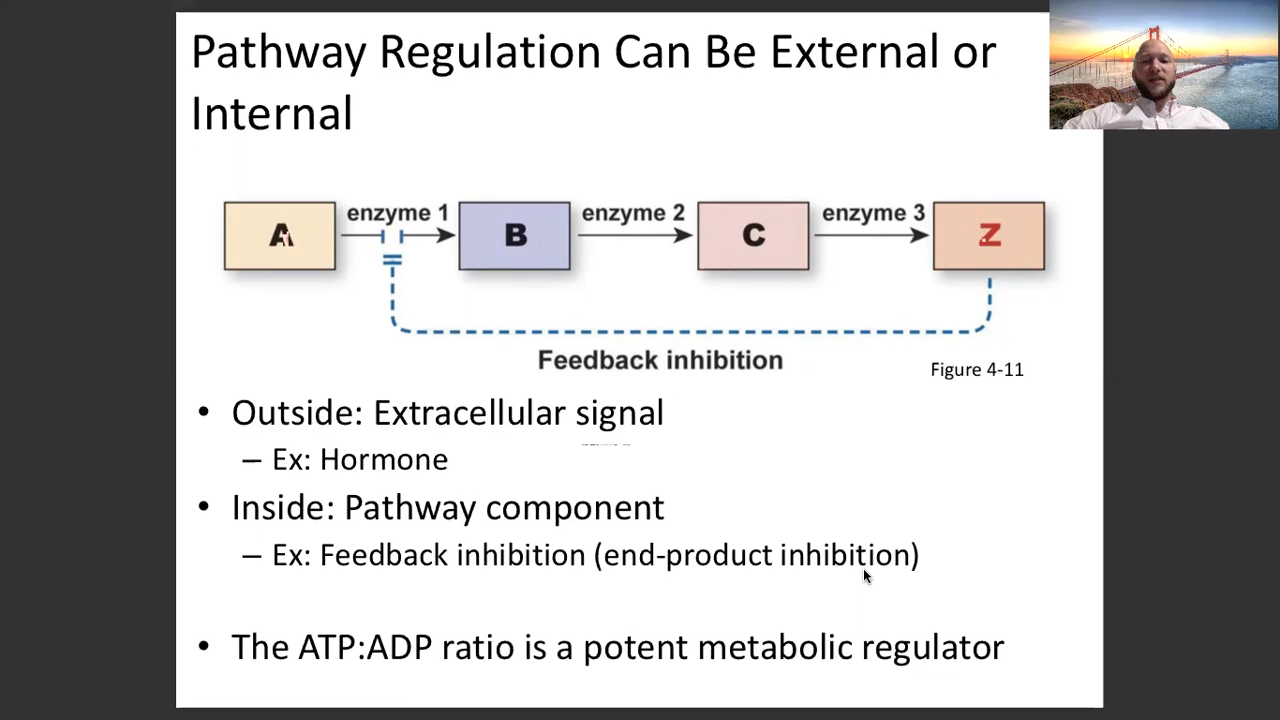 Pathway Regulation Can Be External or
Internal
A
enzyme 1
B
enzyme 2
C
enzyme 3
Z
Feedback inhibition
Figure 4-11
• Outside: Extracellular signal
– Ex: Hormone
• Inside: Pathway component
– Ex: Feedback inhibition (end-product inhibition)
• The ATP:ADP ratio is a potent metabolic regulator